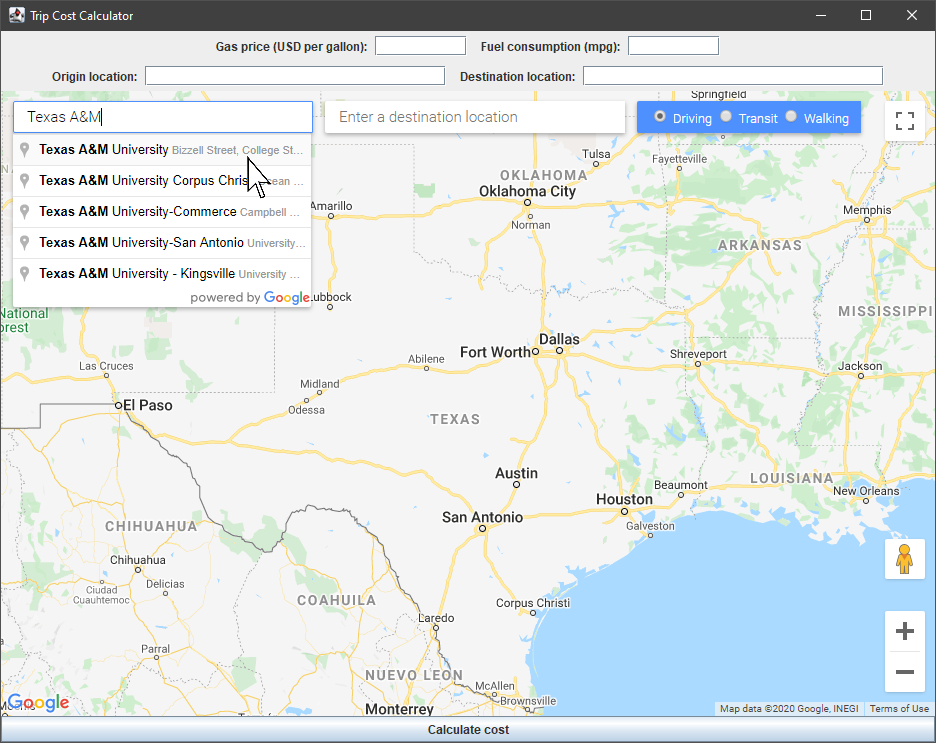 Trip Cost Calculator
Gas price (USD per gallon):
Fuel consumption (mpg):
Origin location:
Destination location:
Texas A&M
Enter a destination location
Driving
Transit
Walking
Texas A&M University Bizzell Street, College St...
Texas A&M University Corpus Chris
...
Texas A&M University-Commerce Campbell ...
Texas A&M University-San Antonio University...
Texas A&M University - Kingsville University ...
powered by Google
Springfield
Tulsa
Fayetteville
OKLAHOMA
Oklahoma City
Norman
Amarillo
Memphis
ARKANSAS
Lubbock
National
MISSISSIPPI
Dallas
Fort Worth
Shreveport
Jackson
Abilene
Las Cruces
Midland
Odessa
El Paso
TEXAS
Austin
LOUISIANA
Beaumont
New Orleans
Houston
San Antonio
Galveston
CHIHUAHUA
Chihuahua
Delicias
Ciudad
Cuauhtemoc
COAHUILA
Corpus Christi
Laredo
Parral
NUEVO LEON
McAllen
Brownsville
Monterrey
Google
Map data ©2020 Google, INEGI
Terms of Use
Calculate cost